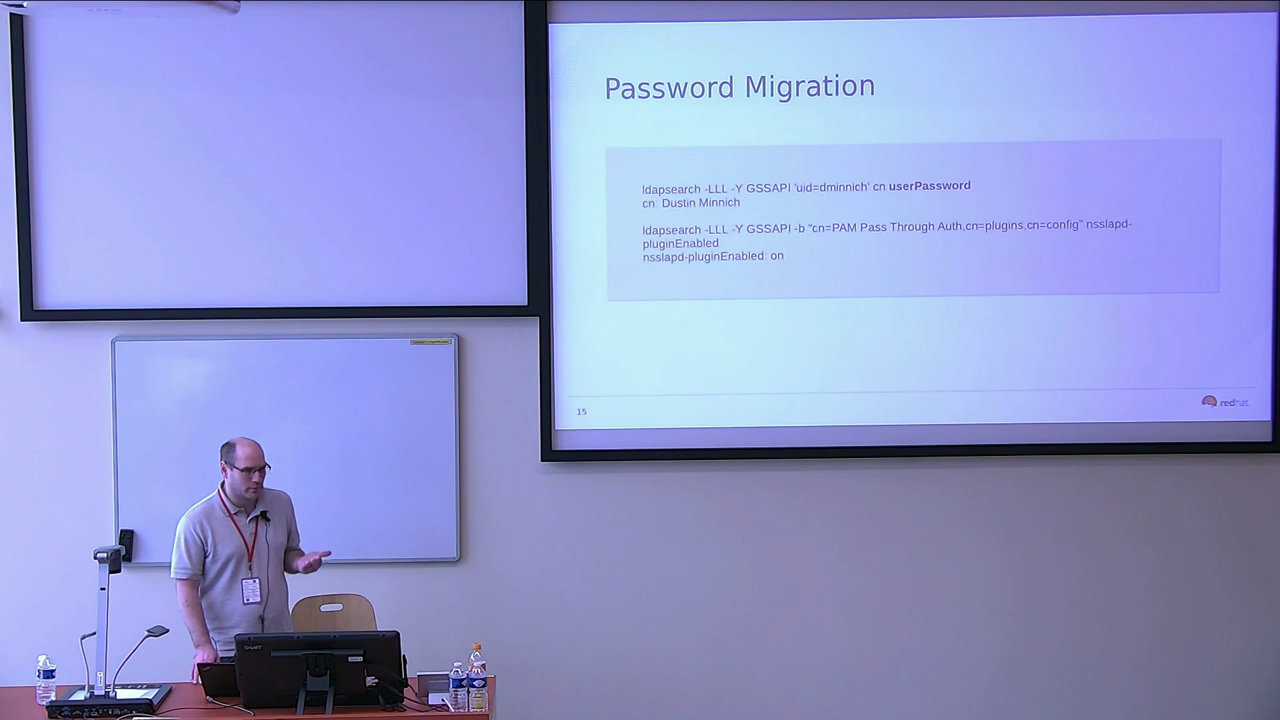 Password Migration
ldapsearch -LLL -Y GSSAPI 'uid=dminnich' cn userPassword
cn: Dustin Minnich
ldapsearch -LLL -Y GSSAPI -b "cn=PAM Pass Through Auth,cn=plugins,cn=config" nsslapd-
pluginEnabled
nsslapd-pluginEnabled: on
15
redhat